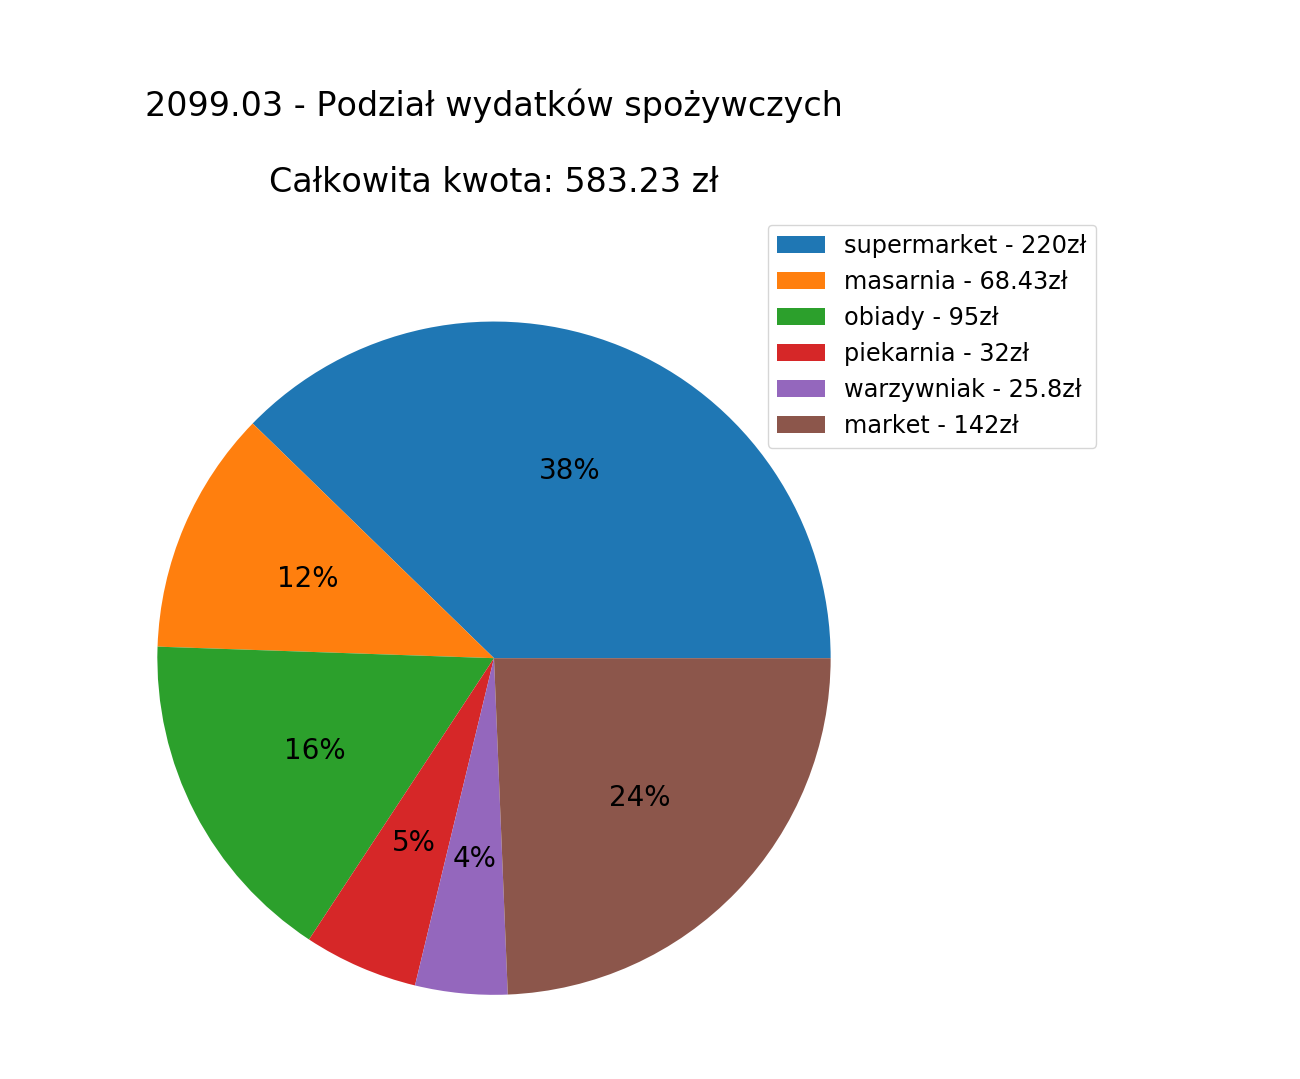 2099.03 - Podział wydatków spożywczych
Całkowita kwota: 583.23 zł
supermarket - 220zł
masarnia - 68.43zł
obiady - 95zł
piekarnia - 32zł
warzywniak - 25.8zł
market - 142zł
38%
12%
16%
5%
4%
24%